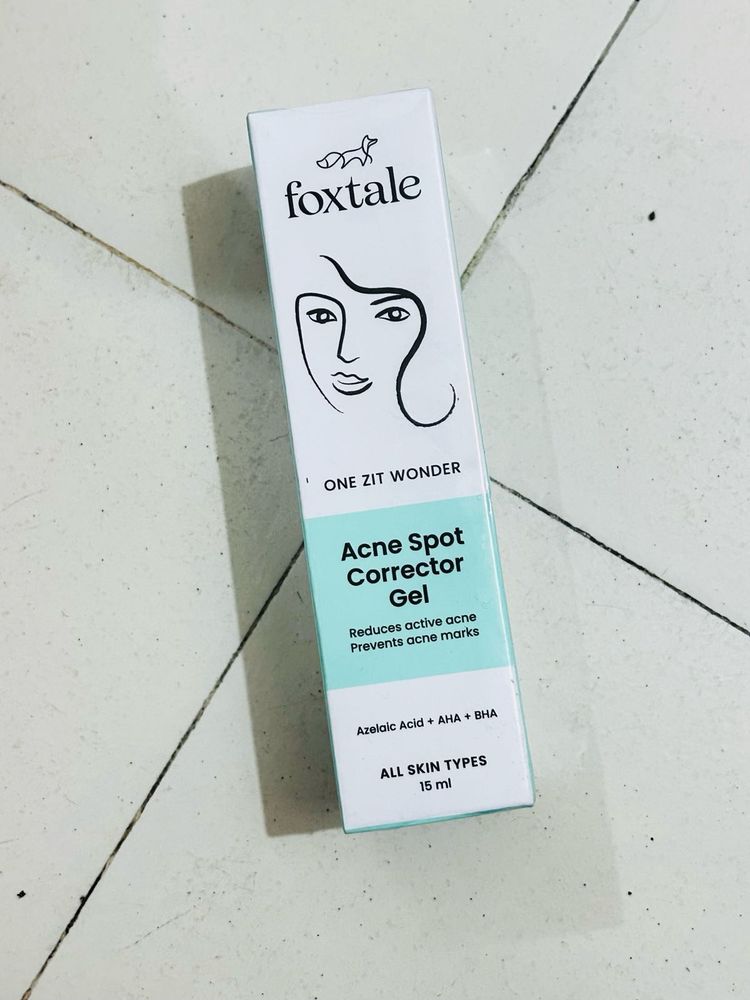 foxtale
ONE ZIT WONDER
Acne Spot
Corrector
Gel
Reduces active acne
Prevents acne marks
Azelaic Acid + AHA + BHA
ALL SKIN TYPES
15 ml